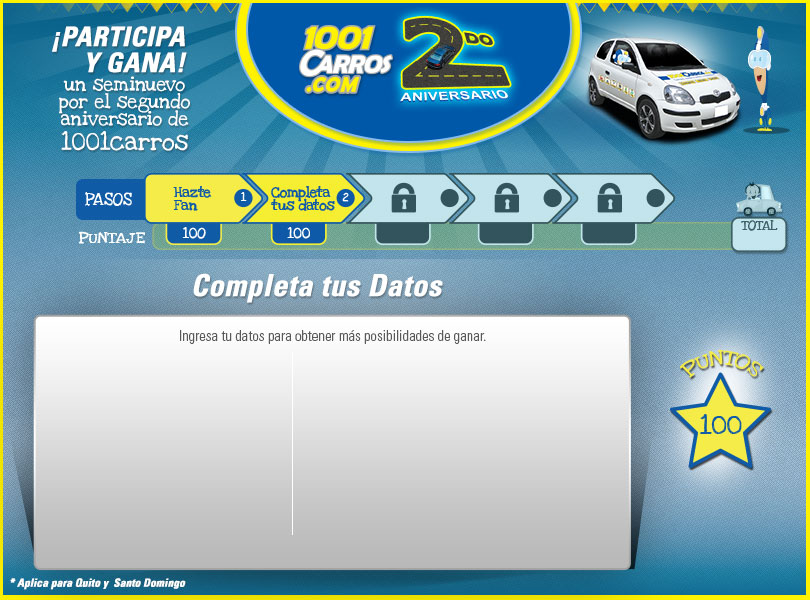 ¡PARTICIPA
Y GANA!
un seminuevo
por el segundo
aniversario de
1001carros
1001
CARROS
.COM
2DO
ANIVERSARIO
PASOS
Hazte
Fan
1
Completa
tus datos
2
PUNTAJE
100
100
TOTAL
Completa tus Datos
Ingresa tu datos para obtener más posibilidades de ganar.
PUNTOS
100
* Aplica para Quito y Santo Domingo